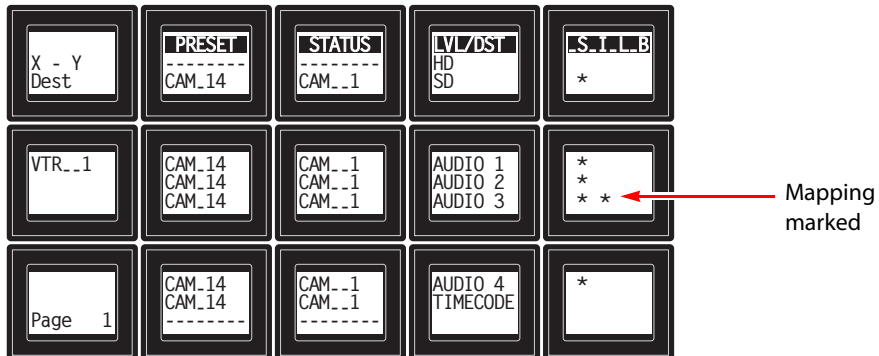 X - Y
Dest
PRESET
--------
CAM_14
STATUS
--------
CAM__1
LVL/DST
HD
SD
_S_I_L_B
*
VTR__1
CAM_14
CAM_14
CAM_14
CAM__1
CAM__1
CAM__1
AUDIO 1
AUDIO 2
AUDIO 3
*
*
* *
Mapping
marked
Page 1
CAM_14
CAM_14
--------
CAM__1
CAM__1
--------
AUDIO 4
TIMECODE
*